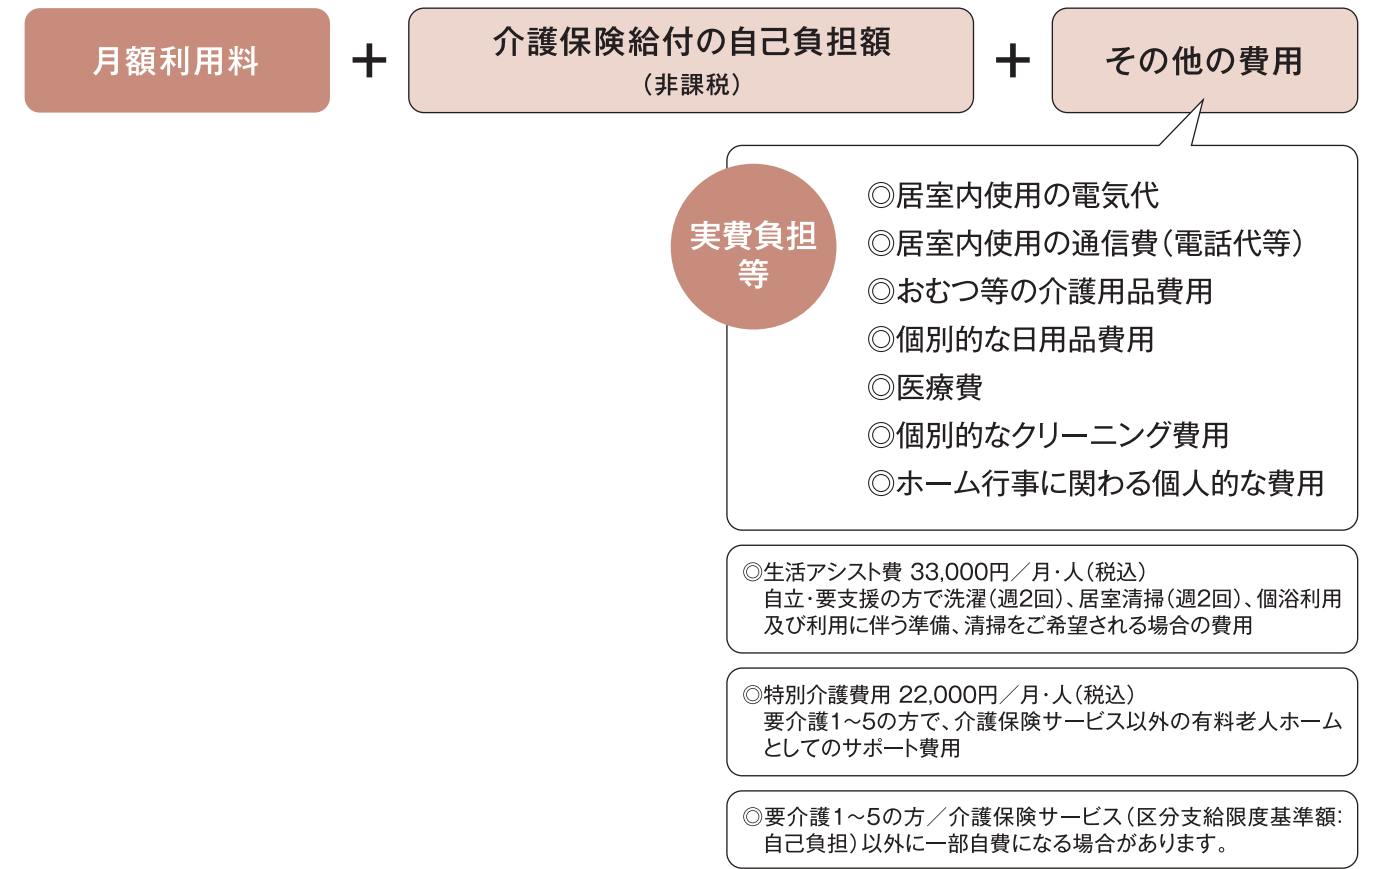 月額利用料
+
介護保険給付の自己負担額
(非課税)
+
その他の費用
実費負担
等
◎居室内使用の電気代
◎居室内使用の通信費(電話代等)
◎おむつ等の介護用品費用
◎個別的な日用品費用
◎医療費
◎個別的なクリーニング費用
◎ホーム行事に関わる個人的な費用
◎生活アシスト費 33,000円／月・人(税込)
自立・要支援の方で洗濯(週2回)、居室清掃(週2回)、個浴利用
及び利用に伴う準備、清掃をご希望される場合の費用
◎特別介護費用 22,000円／月・人(税込)
要介護1〜5の方で、介護保険サービス以外の有料老人ホーム
としてのサポート費用
◎要介護1〜5の方／介護保険サービス(区分支給限度基準額:
自己負担)以外に一部自費になる場合があります。